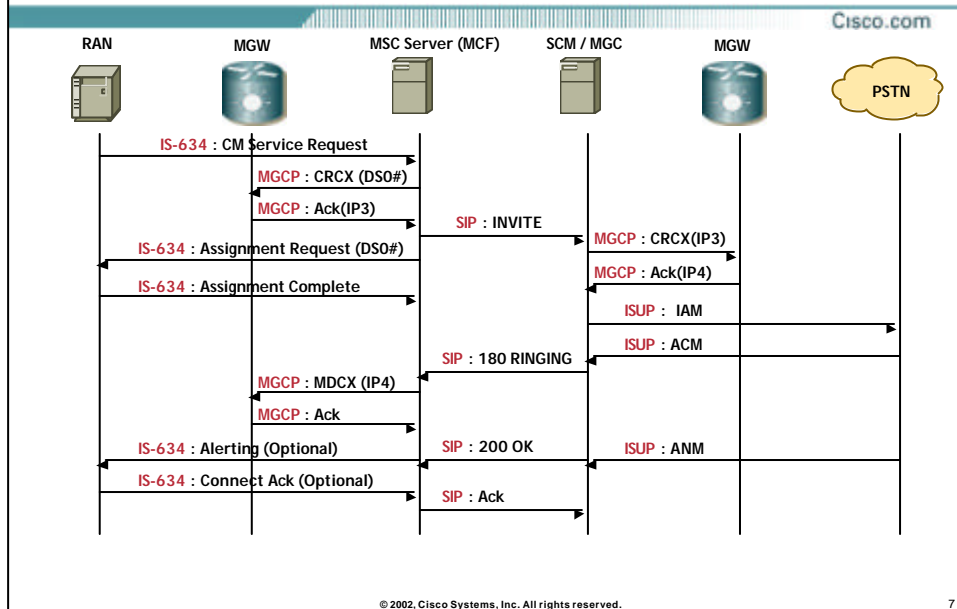 Cisco.com
RAN
MGW
MSC Server (MCF)
SCM / MGC
MGW
PSTN
IS-634 : CM Service Request
MGCP : CRCX (DS0#)
MGCP : Ack(IP3)
SIP : INVITE
MGCP : CRCX(IP3)
IS-634 : Assignment Request (DS0#)
MGCP : Ack(IP4)
IS-634 : Assignment Complete
ISUP : IAM
ISUP : ACM
SIP : 180 RINGING
MGCP : MDCX (IP4)
MGCP : Ack
IS-634 : Alerting (Optional)
SIP : 200 OK
ISUP : ANM
IS-634 : Connect Ack (Optional)
SIP : Ack
© 2002, Cisco Systems, Inc. All rights reserved.
7